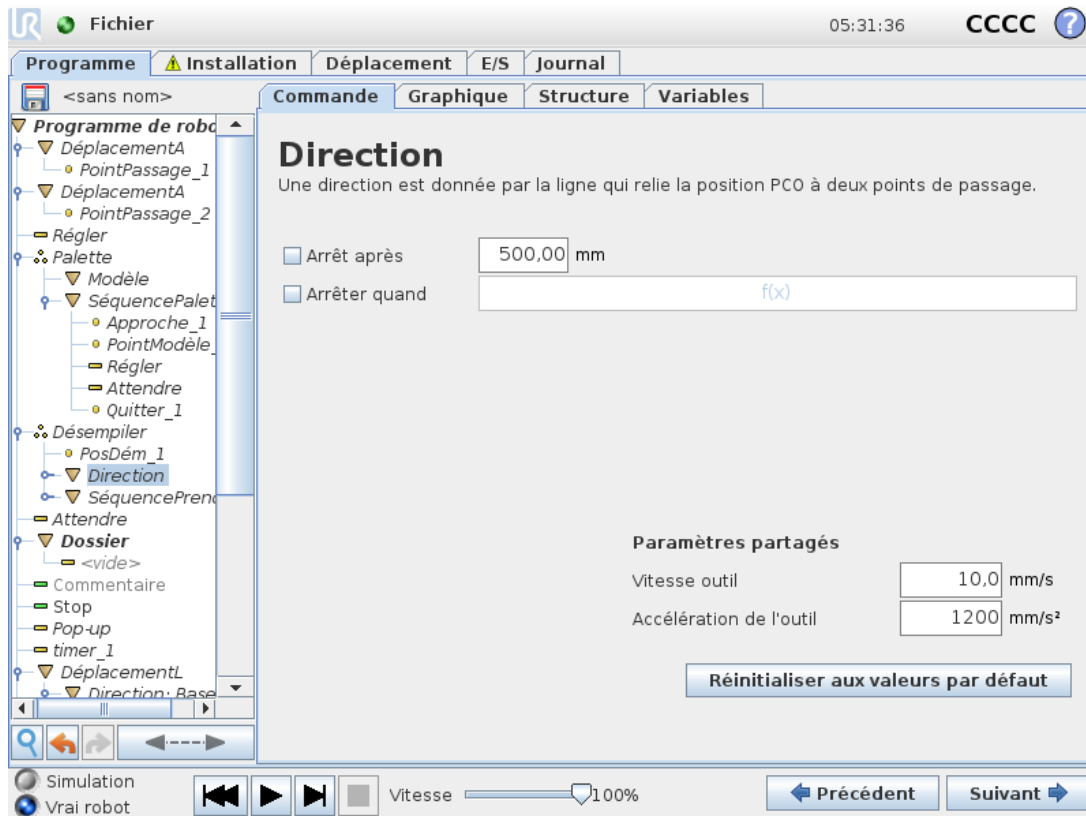 UR Fichier 05:31:36 CCCC ?
Programme Installation Déplacement E/S Journal
<sans nom> Commande Graphique Structure Variables
Programme de robo
DéplacementA
PointPassage_1
DéplacementA
PointPassage_2
Régler
Palette
Modèle
SéquencePalet
Approche_1
PointModèle_
Régler
Attendre
Quitter_1
Désempiler
PosDém_1
Direction
SéquencePrend
Attendre
Dossier
<vide>
Commentaire
Stop
Pop-up
timer_1
DéplacementL
Direction: Base
Direction
Une direction est donnée par la ligne qui relie la position PCO à deux points de passage.
Arrêt après 500,00 mm
Arrêter quand f(x)
Paramètres partagés
Vitesse outil 10,0 mm/s
Accélération de l'outil 1200 mm/s²
Réinitialiser aux valeurs par défaut
Simulation
Vrai robot
Vitesse 100%
Précédent Suivant